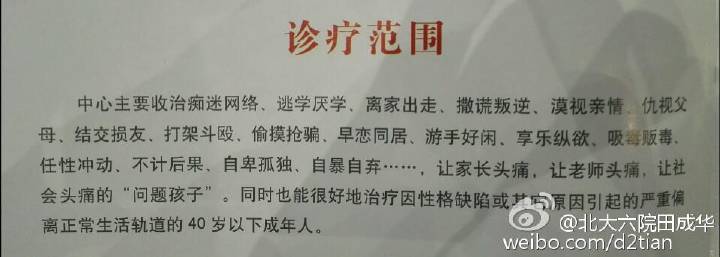 诊疗范围
中心主要收治痴迷网络、逃学厌学、离家出走、撒谎叛逆、漠视亲情、仇视父
母、结交损友、打架斗殴、偷摸抢骗、早恋同居、游手好闲、享乐纵欲、吸毒贩毒、
任性冲动、不计后果、自卑孤独、自暴自弃……，让家长头痛，让老师头痛，让社
会头痛的“问题孩子”。同时也能很好地治疗因性格缺陷或其它原因引起的严重偏
离正常生活轨道的40岁以下成年人。
@北大六院田成华
weibo.com/d2tian